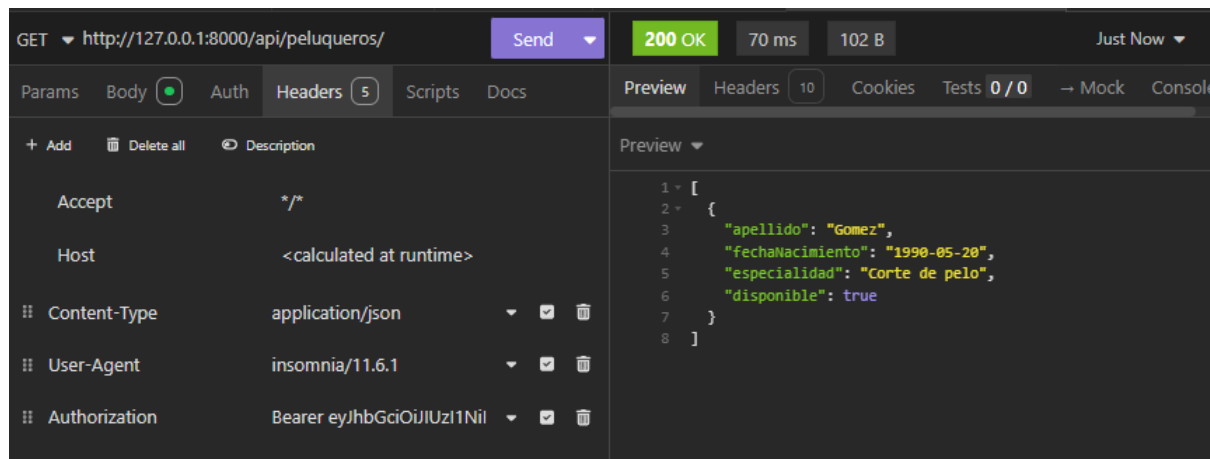 GET http://127.0.0.1:8000/api/peluqueros/ Send
Params Body Auth Headers 5 Scripts Docs
+ Add Delete all Description
Accept */*
Host <calculated at runtime>
Content-Type application/json
User-Agent insomnia/11.6.1
Authorization Bearer eyJhbGciOiJIUzI1NiI
200 OK 70 ms 102 B Just Now
Preview Headers 10 Cookies Tests 0 / 0 → Mock Console
Preview
1 [
2 {
3 "apellido": "Gomez",
4 "fechaNacimiento": "1990-05-20",
5 "especialidad": "Corte de pelo",
6 "disponible": true
7 }
8 ]